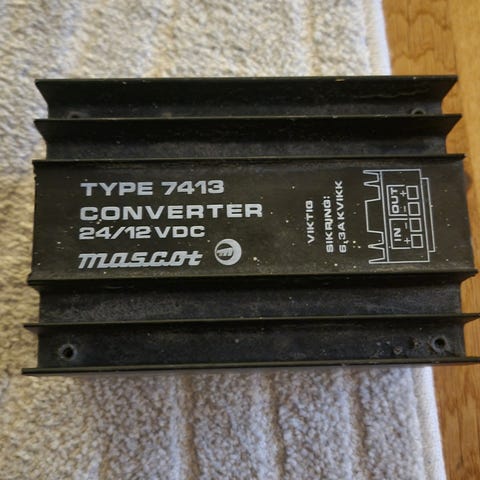 TYPE 7413
CONVERTER
24/12 VDC
mascot
VIKTIG
SIKRING:
6,3A KVIKK
IN OUT
+ - - +